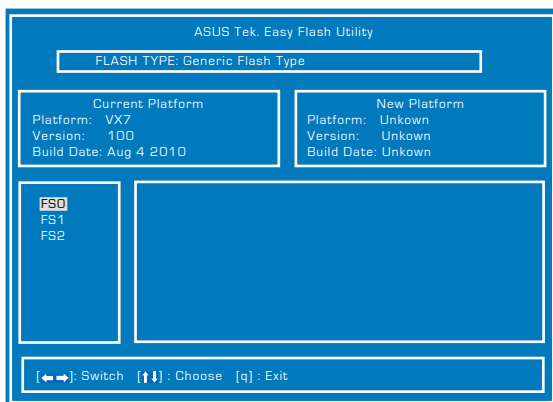 ASUS Tek. Easy Flash Utility
FLASH TYPE: Generic Flash Type
Current Platform
Platform: VX7
Version: 100
Build Date: Aug 4 2010
New Platform
Platform: Unkown
Version: Unkown
Build Date: Unkown
FS0
FS1
FS2
[←→]: Switch [↑↓] : Choose [q] : Exit